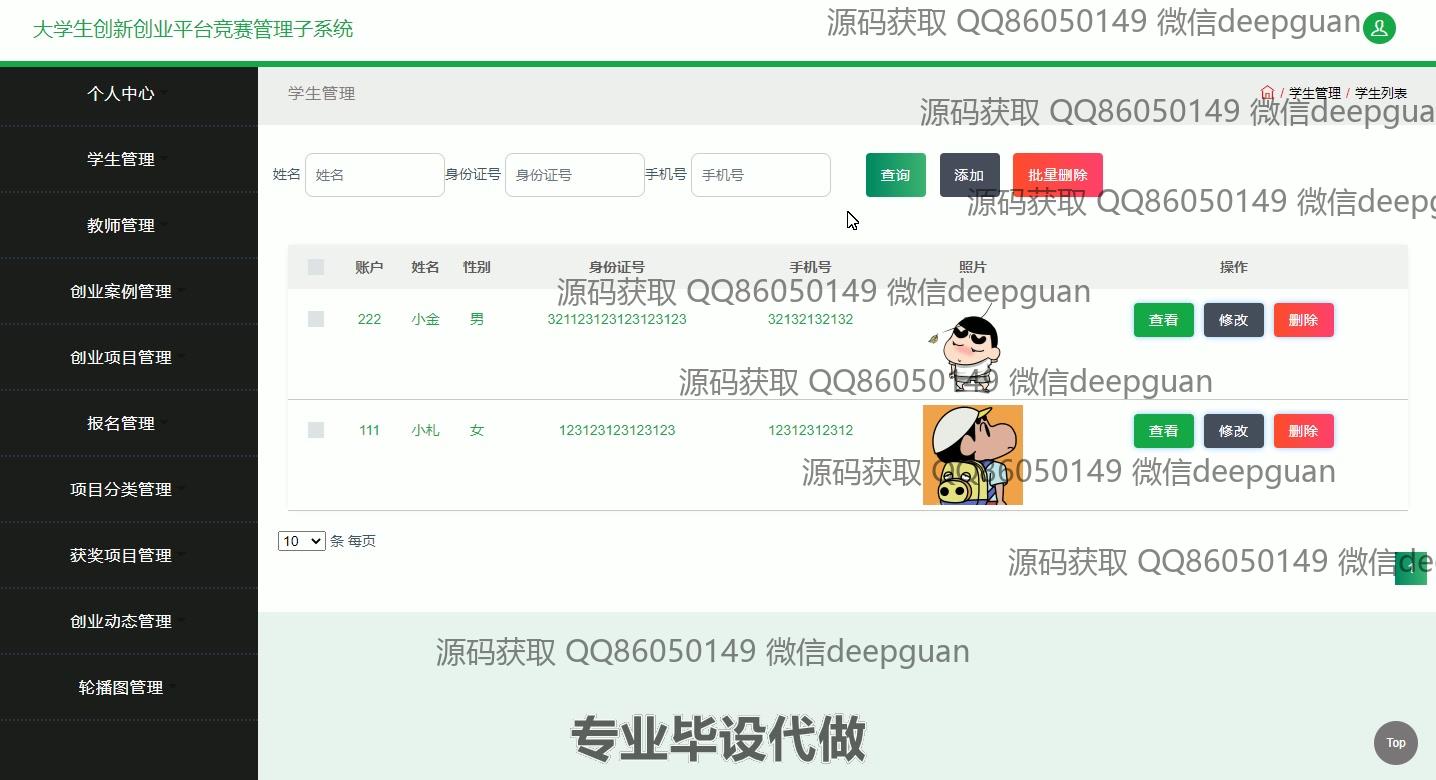 大学生创新创业平台竞赛管理子系统
源码获取 QQ86050149 微信deepguan
个人中心
学生管理
教师管理
创业案例管理
创业项目管理
报名管理
项目分类管理
获奖项目管理
创业动态管理
轮播图管理
学生管理
/ 学生管理 / 学生列表
源码获取 QQ86050149 微信deepgua
姓名 姓名 身份证号 身份证号 手机号 手机号 查询 添加 批量删除
源码获取 QQ86050149 微信deepg
账户 姓名 性别 身份证号 手机号 照片 操作
源码获取 QQ86050149 微信deepguan
222 小金 男 321123123123123123 32132132132 查看 修改 删除
源码获取 QQ86050149 微信deepguan
111 小札 女 123123123123123 12312312312 查看 修改 删除
源码获取 QQ86050149 微信deepguan
10 条 每页
源码获取 QQ86050149 微信de
1
源码获取 QQ86050149 微信deepguan
专业毕设代做
Top